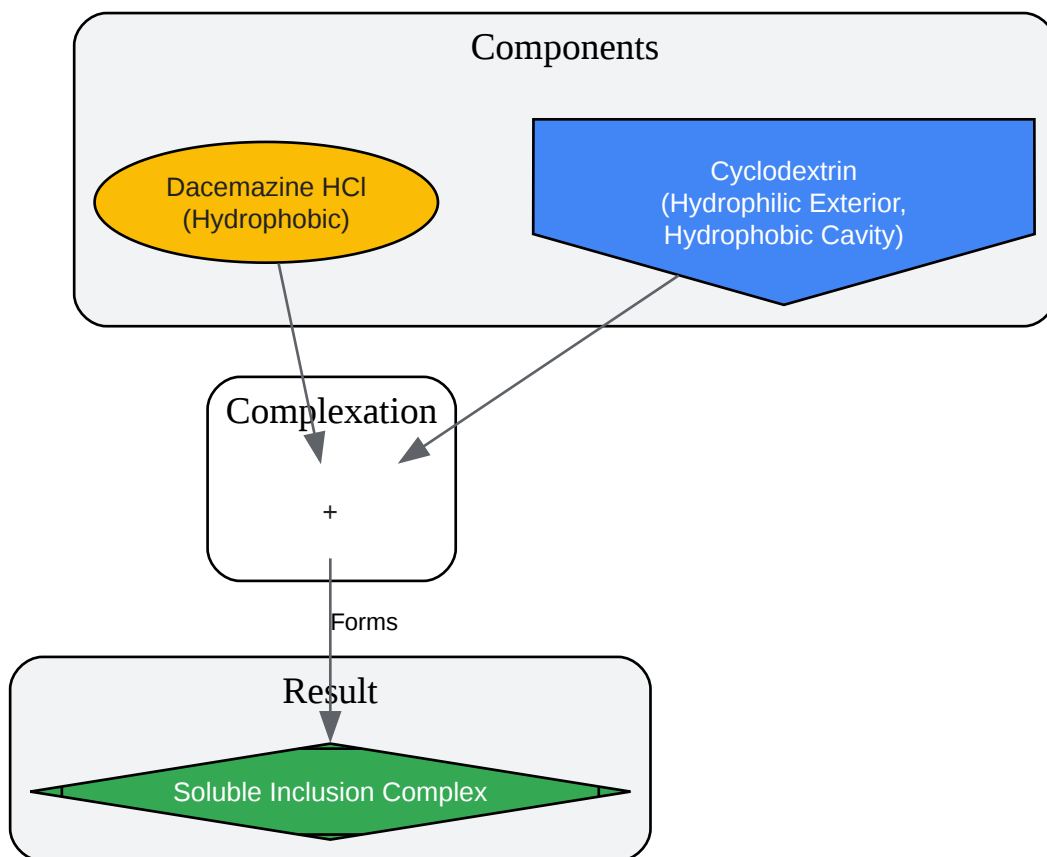 Components
Dacemazine HCl
(Hydrophobic)
Cyclodextrin
(Hydrophilic Exterior,
Hydrophobic Cavity)
Complexation
+
Forms
Result
Soluble Inclusion Complex